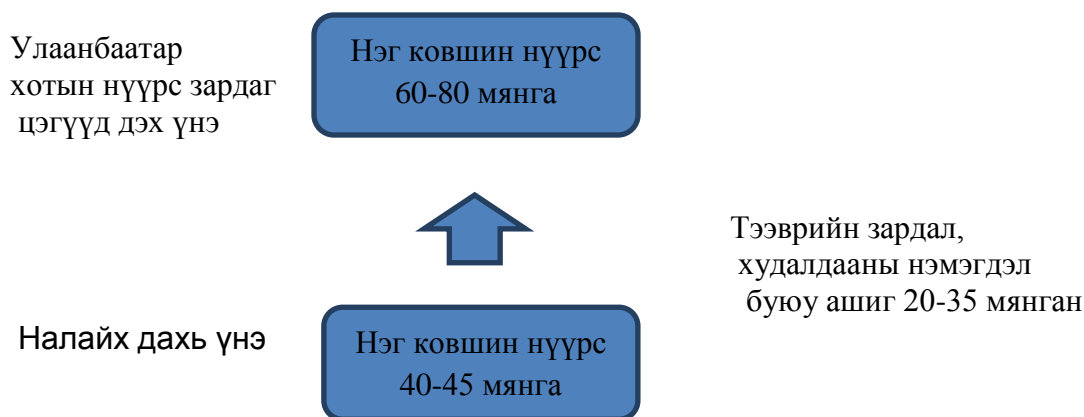 Улаанбаатар
хотын нүүрс зардаг
цэгүүд дэх үнэ
Нэг ковшин нүүрс
60-80 мянга
Тээврийн зардал,
худалдааны нэмэгдэл
буюу ашиг 20-35 мянган
Налайх дахь үнэ
Нэг ковшин нүүрс
40-45 мянга